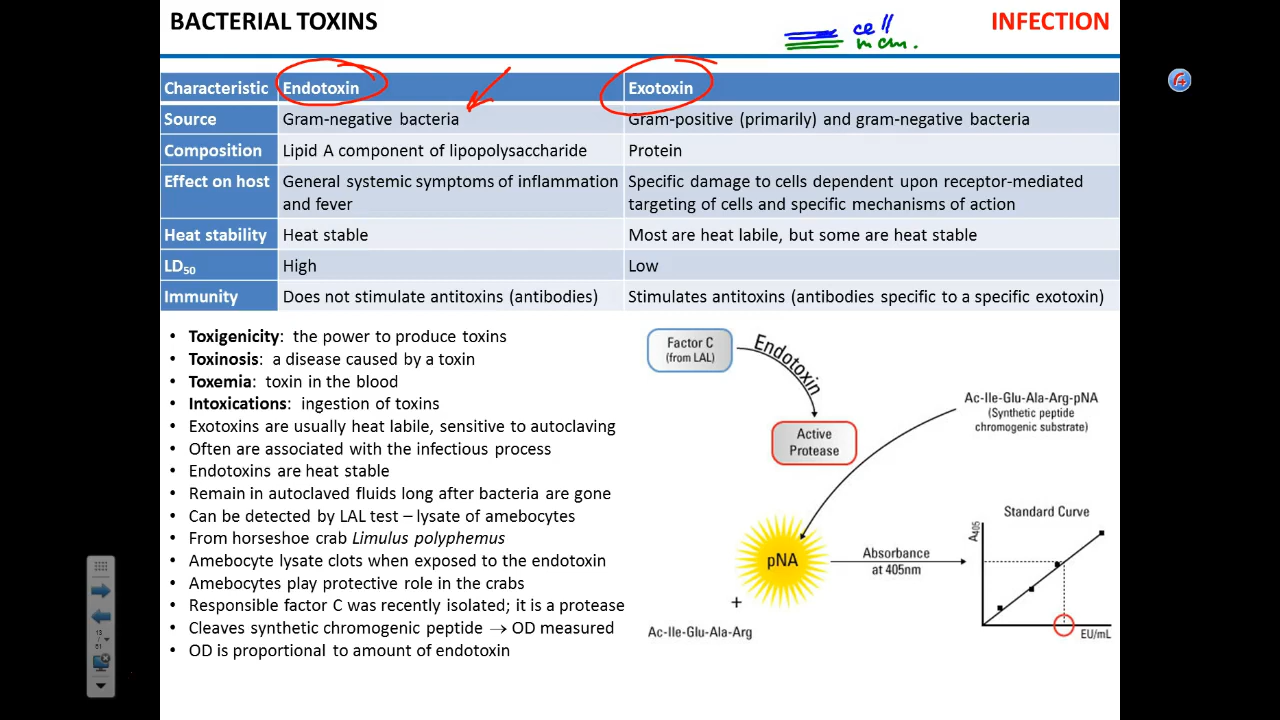 BACTERIAL TOXINS
INFECTION
cell
mem.
Characteristic Endotoxin Exotoxin
Source Gram-negative bacteria Gram-positive (primarily) and gram-negative bacteria
Composition Lipid A component of lipopolysaccharide Protein
Effect on host General systemic symptoms of inflammation Specific damage to cells dependent upon receptor-mediated
and fever targeting of cells and specific mechanisms of action
Heat stability Heat stable Most are heat labile, but some are heat stable
LD50 High Low
Immunity Does not stimulate antitoxins (antibodies) Stimulates antitoxins (antibodies specific to a specific exotoxin)
• Toxigenicity: the power to produce toxins
• Toxinosis: a disease caused by a toxin
• Toxemia: toxin in the blood
• Intoxications: ingestion of toxins
• Exotoxins are usually heat labile, sensitive to autoclaving
• Often are associated with the infectious process
• Endotoxins are heat stable
• Remain in autoclaved fluids long after bacteria are gone
• Can be detected by LAL test – lysate of amebocytes
• From horseshoe crab Limulus polyphemus
• Amebocyte lysate clots when exposed to the endotoxin
• Amebocytes play protective role in the crabs
• Responsible factor C was recently isolated; it is a protease
• Cleaves synthetic chromogenic peptide → OD measured
• OD is proportional to amount of endotoxin
Factor C
(from LAL)
Endotoxin
Active
Protease
Ac-Ile-Glu-Ala-Arg-pNA
(Synthetic peptide
chromogenic substrate)
pNA
+
Ac-Ile-Glu-Ala-Arg
Absorbance
at 405nm
Standard Curve
A405
EU/mL
13
/
61